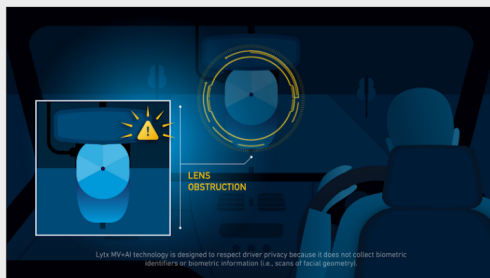 LENS
OBSTRUCTION
Lytx MV+AI technology is designed to respect driver privacy because it does not collect biometric
identifiers or biometric information (i.e., scans of facial geometry).